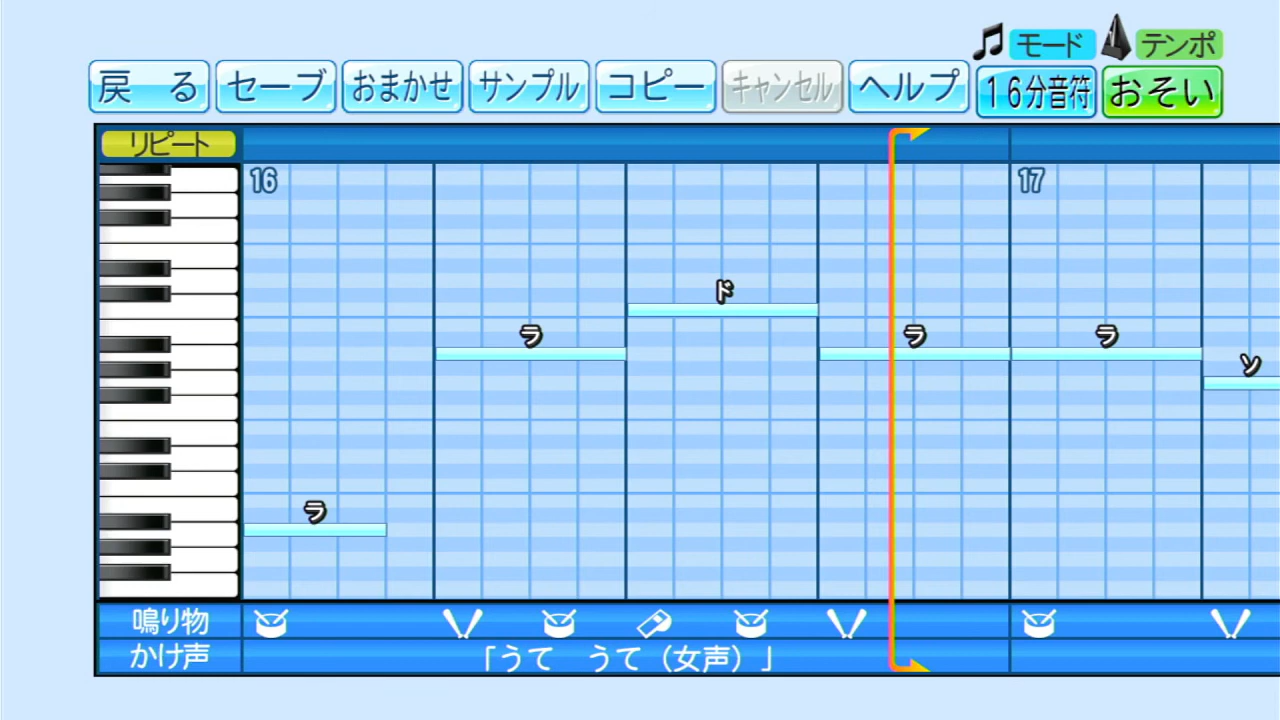 モード テンポ
戻 る セーブ おまかせ サンプル コピー キャンセル ヘルプ 16分音符 おそい
リピート
16 17
ド
ラ ラ ラ
ソ
ラ
鳴り物
かけ声 「うて うて（女声）」